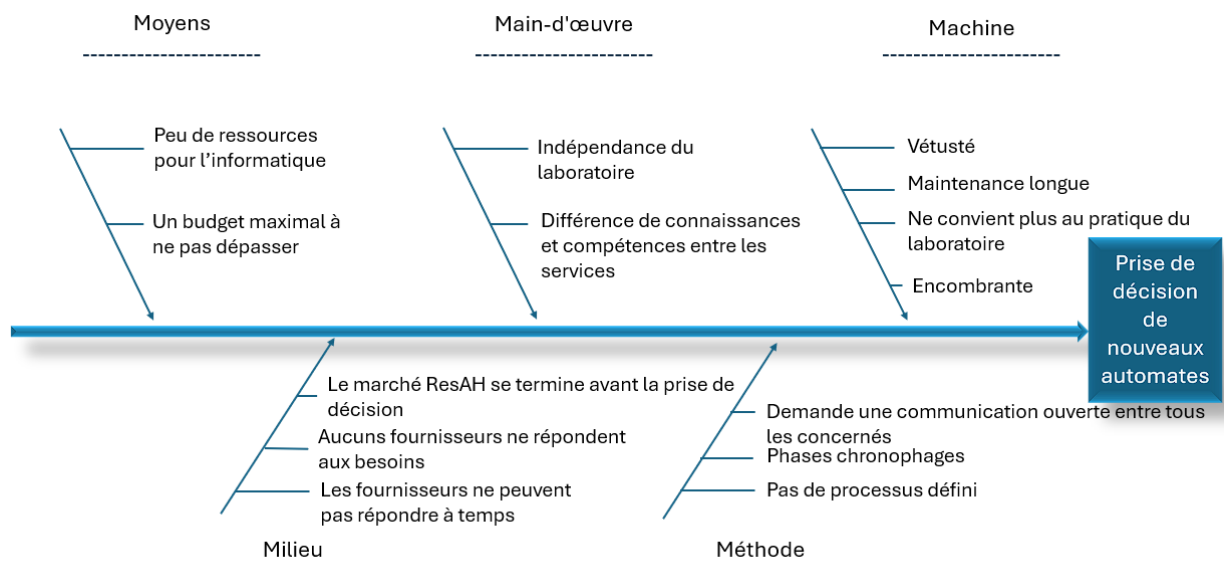 Moyens
Main-d'œuvre
Machine
Peu de ressources
pour l'informatique
Un budget maximal à
ne pas dépasser
Indépendance du
laboratoire
Différence de connaissances
et compétences entre les
services
Vétusté
Maintenance longue
Ne convient plus au pratique du
laboratoire
Encombrante
Prise de
décision
de
nouveaux
automates
Le marché ResAH se termine avant la prise de
décision
Aucuns fournisseurs ne répondent
aux besoins
Les fournisseurs ne peuvent
pas répondre à temps
Milieu
Demande une communication ouverte entre tous
les concernés
Phases chronophages
Pas de processus défini
Méthode